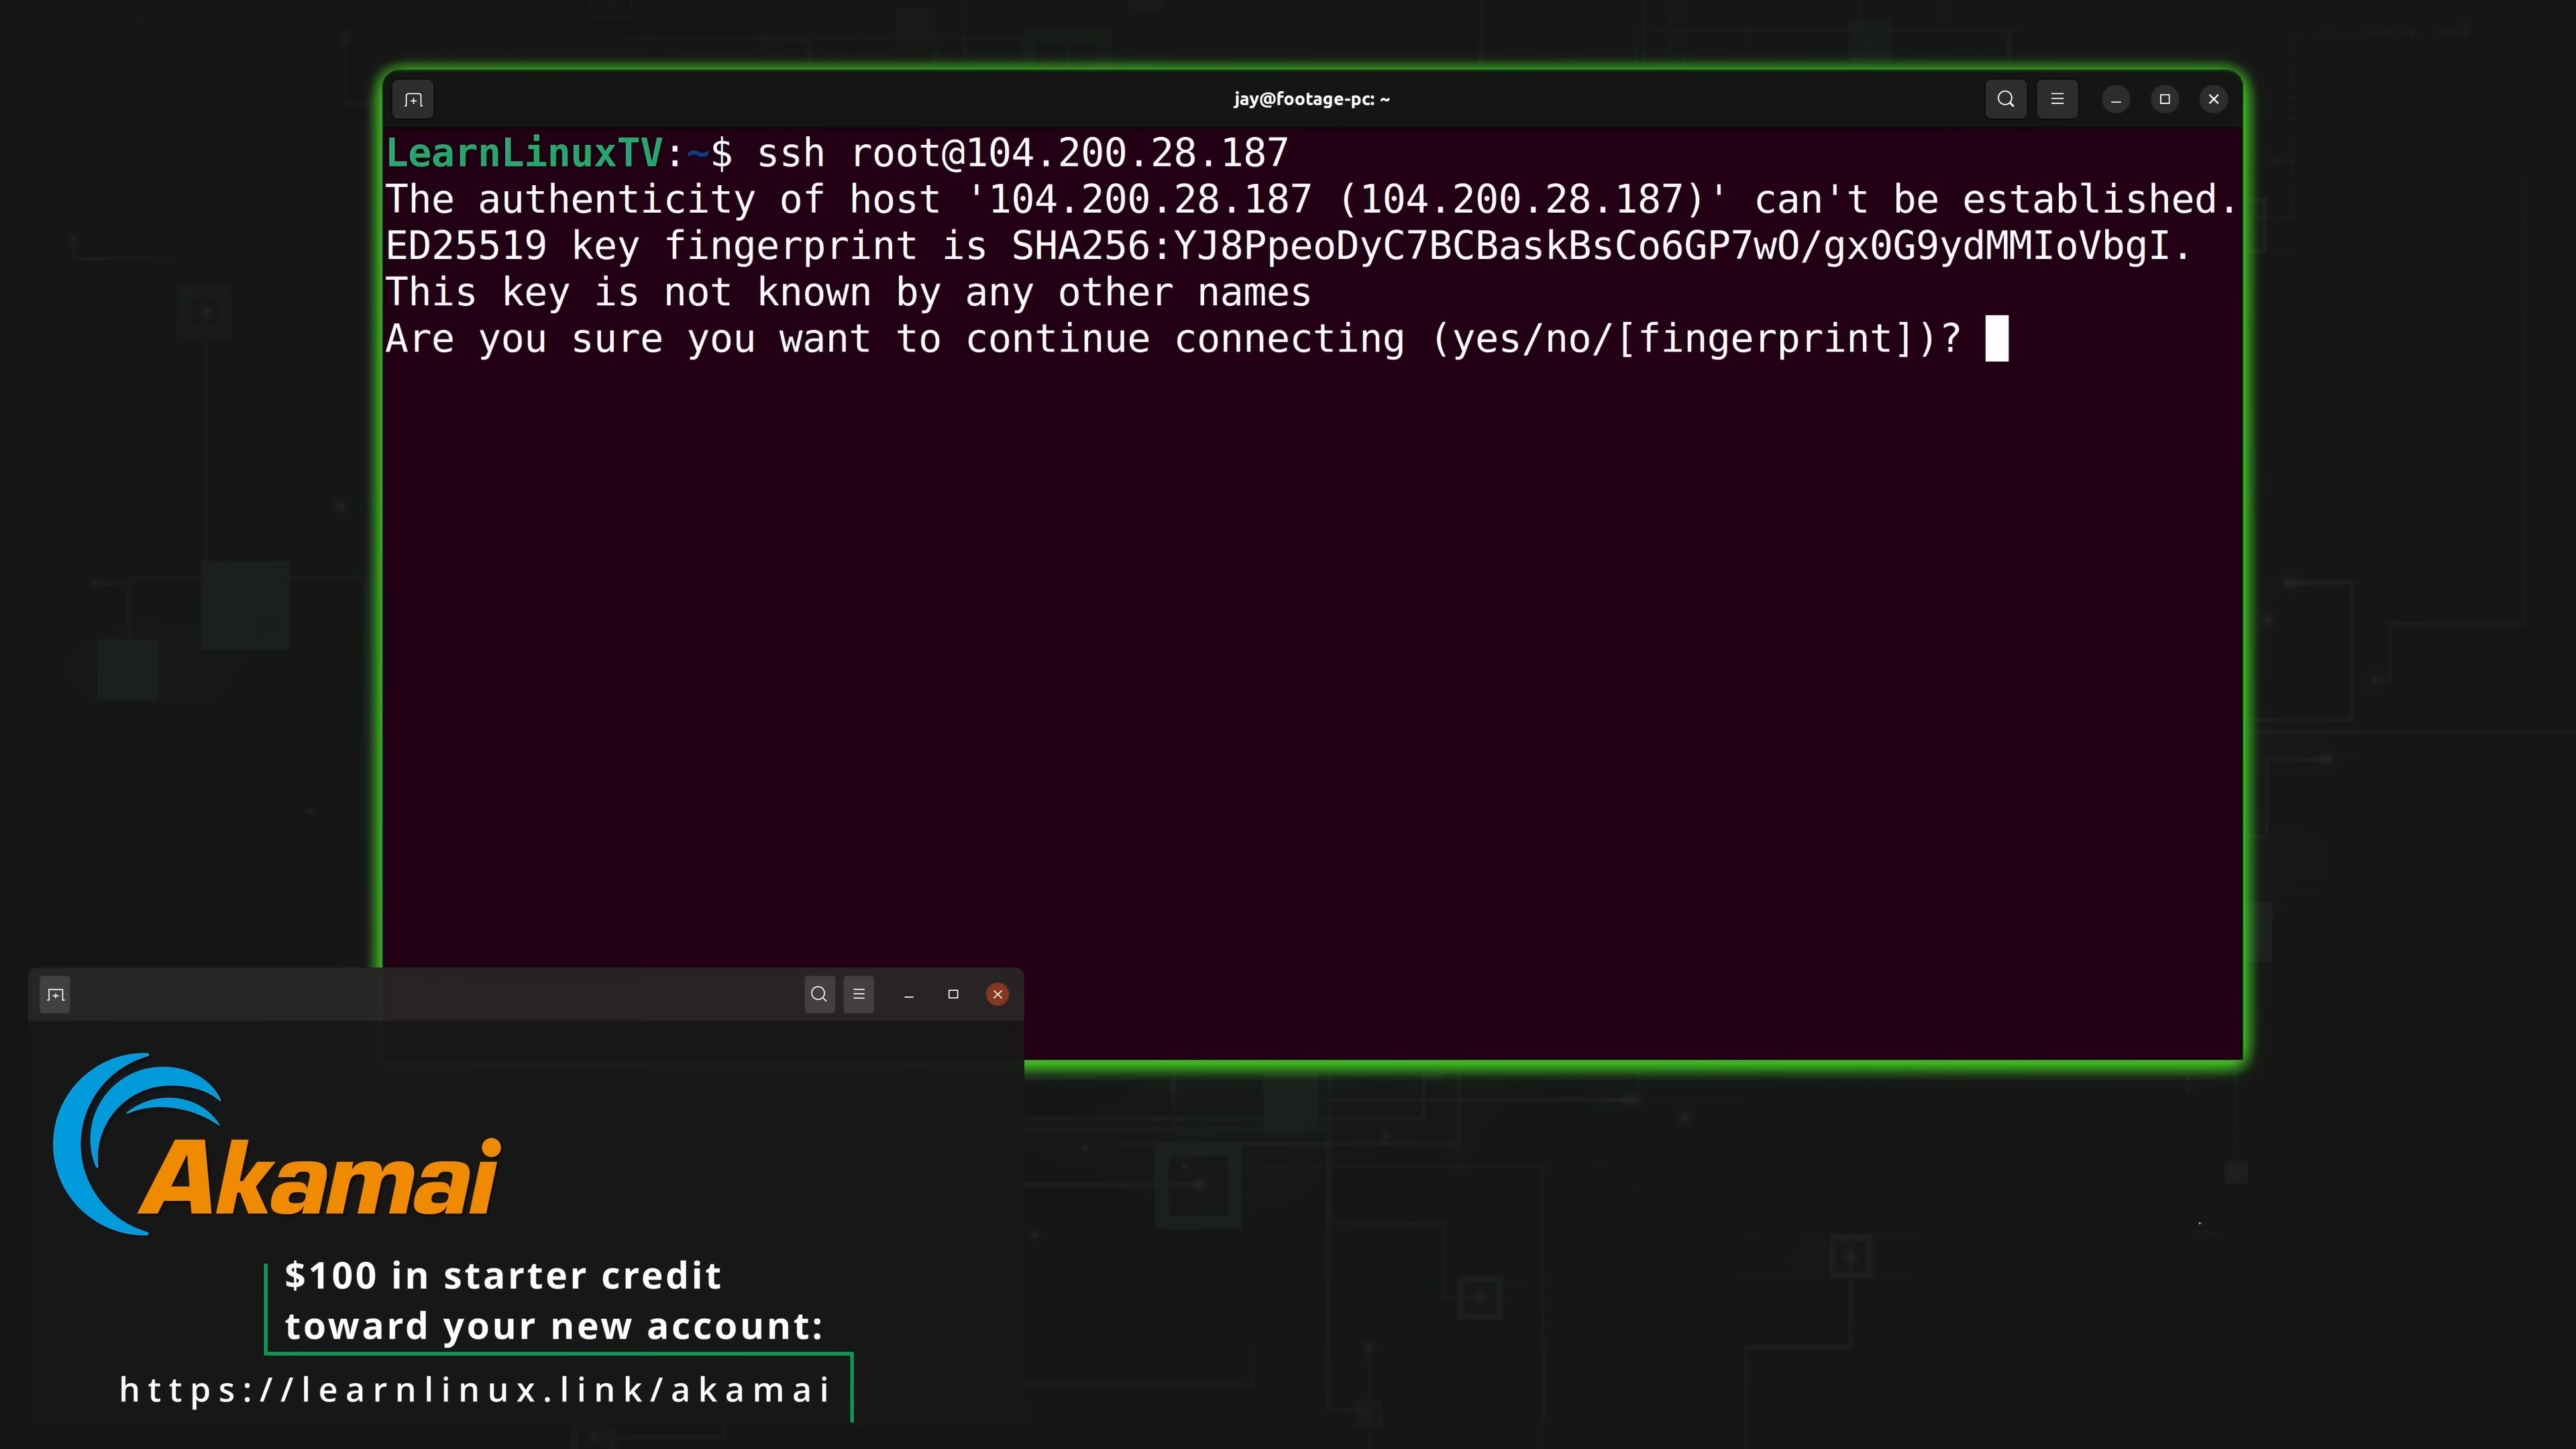 jay@footage-pc: ~
LearnLinuxTV:~$ ssh root@104.200.28.187
The authenticity of host '104.200.28.187 (104.200.28.187)' can't be established.
ED25519 key fingerprint is SHA256:YJ8PpeoDyC7BCBaskBsCo6GP7wO/gx0G9ydMMIoVbgI.
This key is not known by any other names
Are you sure you want to continue connecting (yes/no/[fingerprint])?
Akamai
$100 in starter credit
toward your new account:
https://learnlinux.link/akamai